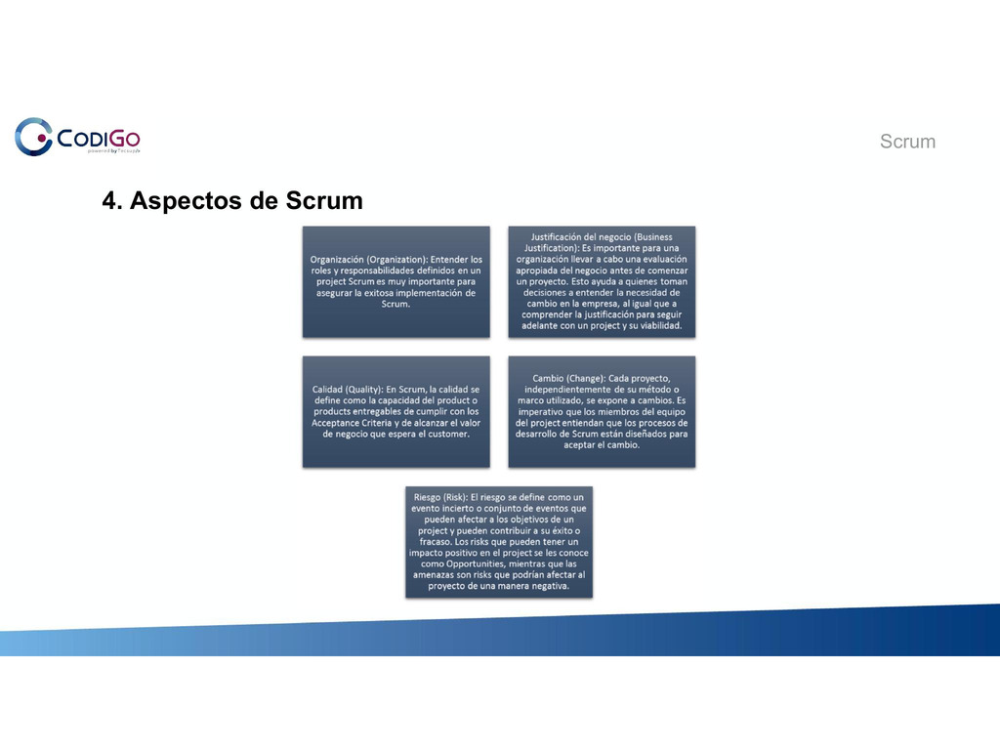 CODIGO
powered by Tecsup
Scrum
4. Aspectos de Scrum
Organización (Organization): Entender los
roles y responsabilidades definidos en un
project Scrum es muy importante para
asegurar la exitosa implementación de
Scrum.
Justificación del negocio (Business
Justification): Es importante para una
organización llevar a cabo una evaluación
apropiada del negocio antes de comenzar
un proyecto. Esto ayuda a quienes toman
decisiones a entender la necesidad de
cambio en la empresa, al igual que a
comprender la justificación para seguir
adelante con un project y su viabilidad.
Calidad (Quality): En Scrum, la calidad se
define como la capacidad del product o
products entregables de cumplir con los
Acceptance Criteria y de alcanzar el valor
de negocio que espera el customer.
Cambio (Change): Cada proyecto,
independientemente de su método o
marco utilizado, se expone a cambios. Es
imperativo que los miembros del equipo
del project entiendan que los procesos de
desarrollo de Scrum están diseñados para
aceptar el cambio.
Riesgo (Risk): El riesgo se define como un
evento incierto o conjunto de eventos que
pueden afectar a los objetivos de un
project y pueden contribuir a su éxito o
fracaso. Los risks que pueden tener un
impacto positivo en el project se les conoce
como Opportunities, mientras que las
amenazas son risks que podrían afectar al
proyecto de una manera negativa.